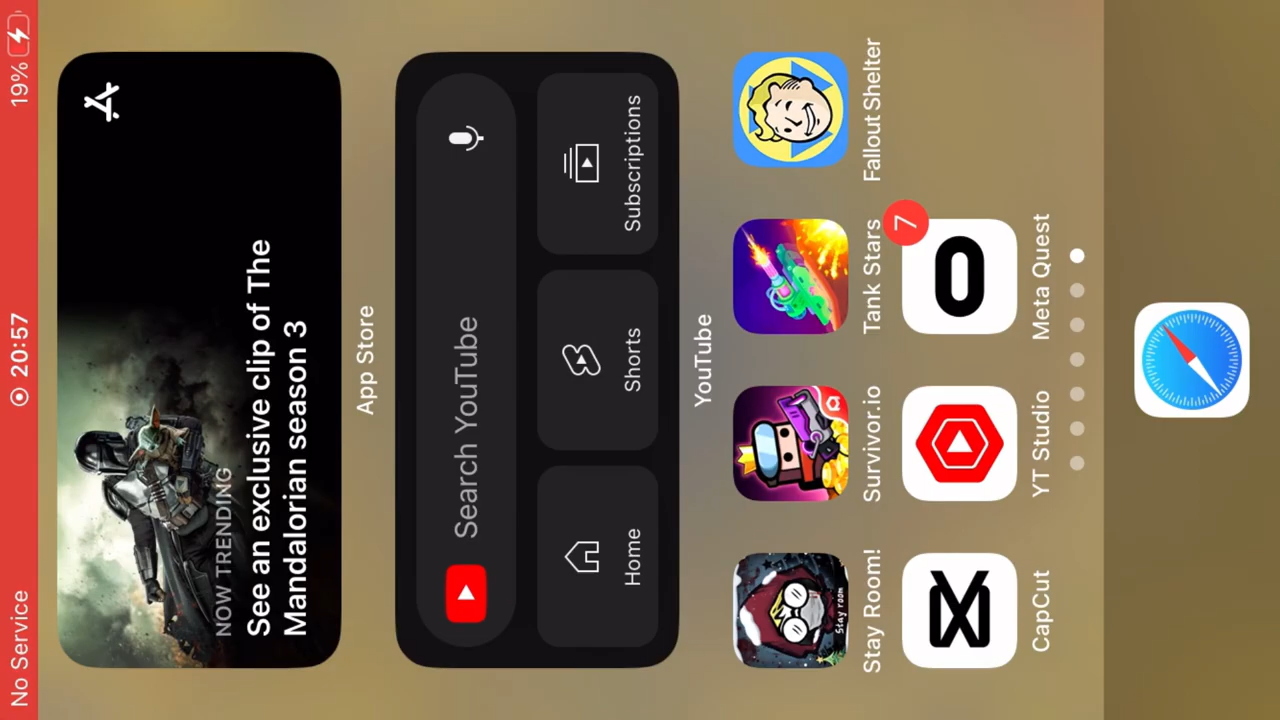 No Service
20:57
19%
NOW TRENDING
See an exclusive clip of The
Mandalorian season 3
App Store
Search YouTube
Home
Shorts
Subscriptions
YouTube
Stay room
Stay Room!
Survivor.io
Tank Stars
Fallout Shelter
7
CapCut
YT Studio
Meta Quest